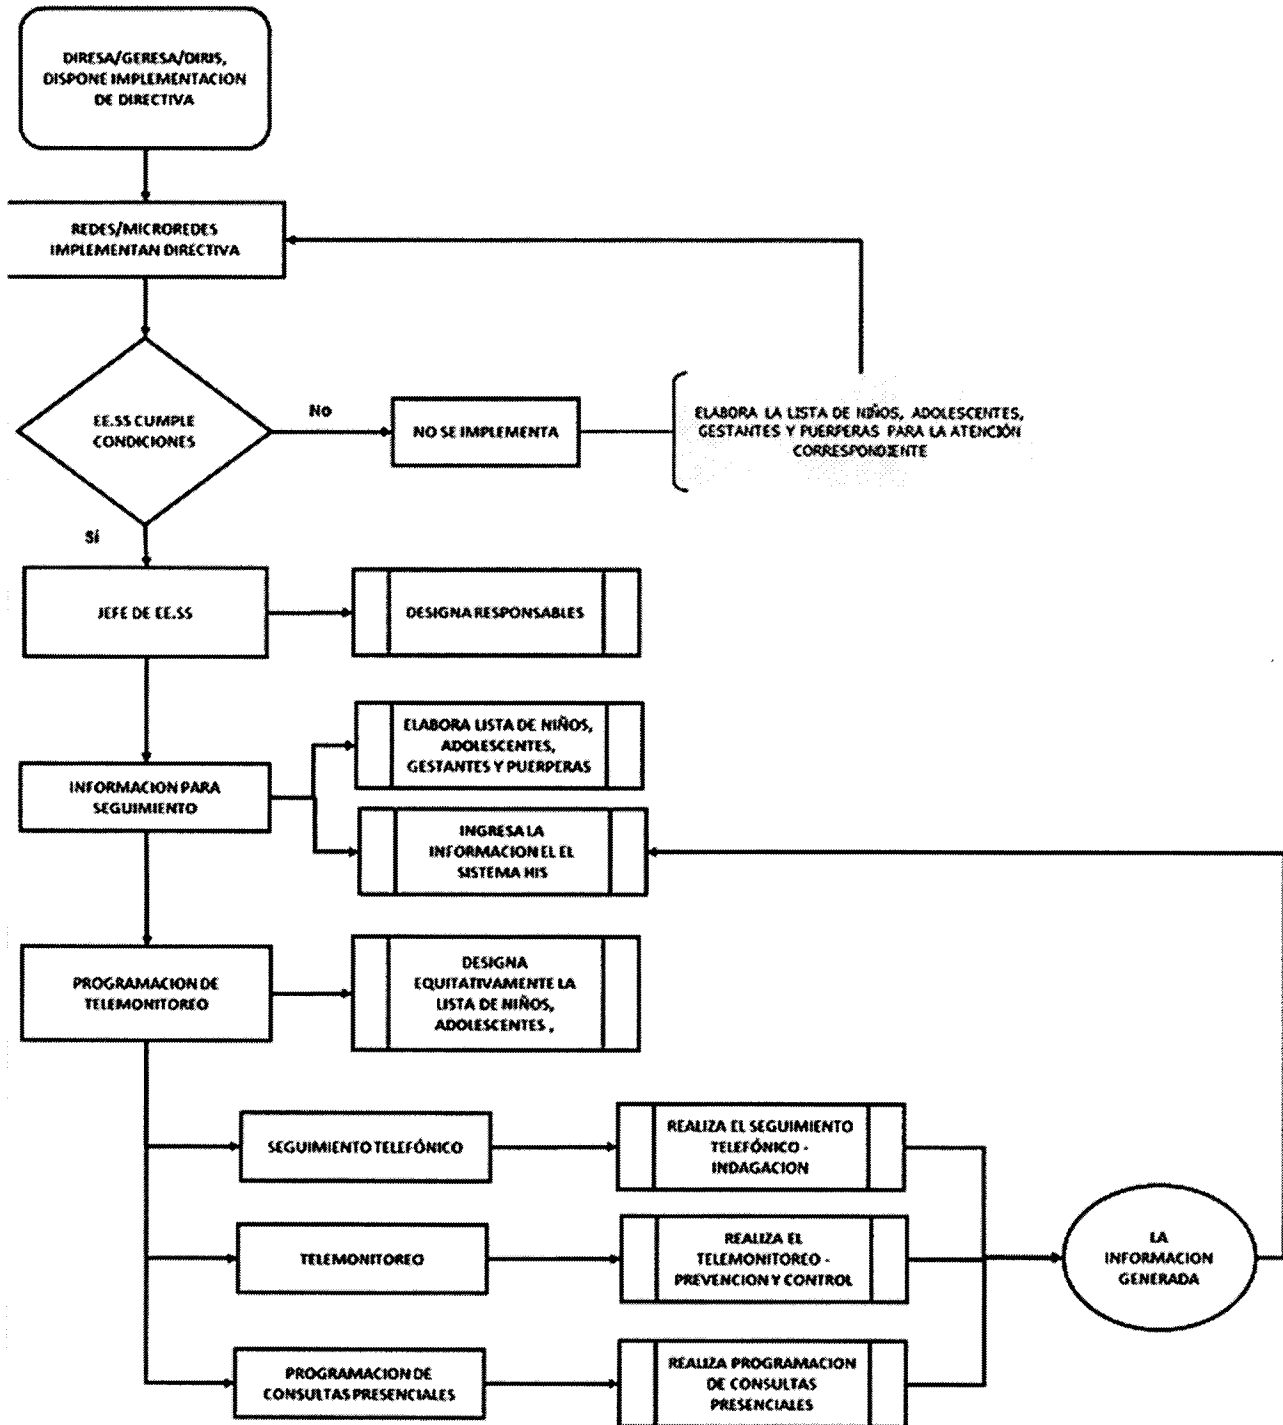 DIRESA/GERESA/DIRIS,
DISPONE IMPLEMENTACION
DE DIRECTIVA
REDES/MICROREDES
IMPLEMENTAN DIRECTIVA
EE.SS CUMPLE
CONDICIONES
No
NO SE IMPLEMENTA
ELABORA LA LISTA DE NIÑOS, ADOLESCENTES,
GESTANTES Y PUERPERAS PARA LA ATENCIÓN
CORRESPONDIENTE
Sí
JEFE DE EE.SS
DESIGNA RESPONSABLES
INFORMACION PARA
SEGUIMIENTO
ELABORA LISTA DE NIÑOS,
ADOLESCENTES,
GESTANTES Y PUERPERAS
INGRESA LA
INFORMACION EL EL
SISTEMA HIS
PROGRAMACION DE
TELEMONITOREO
DESIGNA
EQUITATIVAMENTE LA
LISTA DE NIÑOS,
ADOLESCENTES ,
SEGUIMIENTO TELEFÓNICO
REALIZA EL SEGUIMIENTO
TELEFÓNICO -
INDAGACION
TELEMONITOREO
REALIZA EL
TELEMONITOREO -
PREVENCION Y CONTROL
LA
INFORMACION
GENERADA
PROGRAMACION DE
CONSULTAS PRESENCIALES
REALIZA PROGRAMACION
DE CONSULTAS
PRESENCIALES